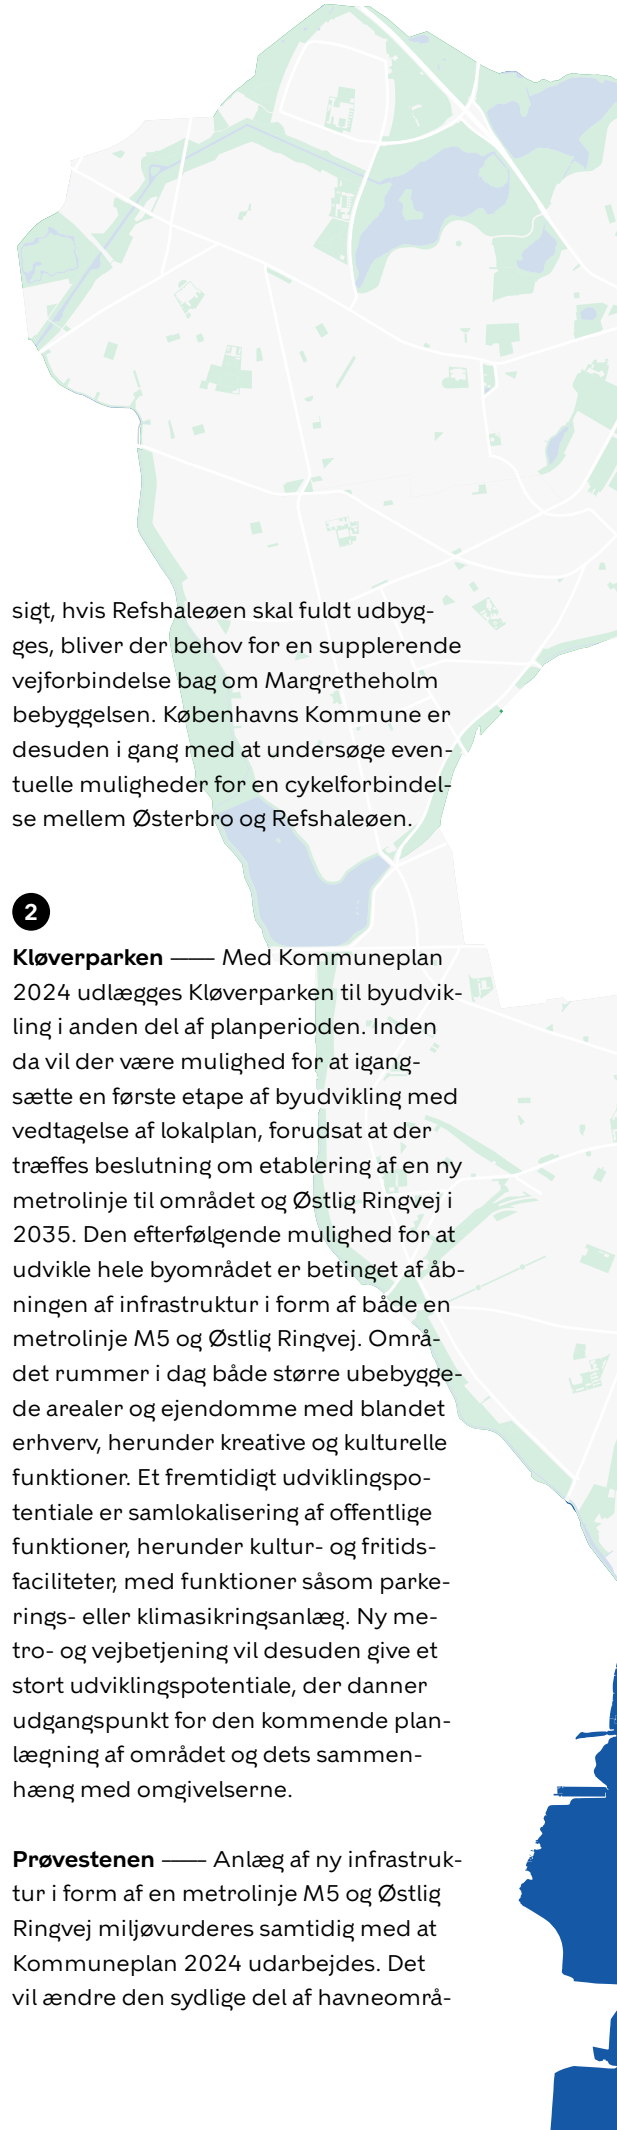 sigt, hvis Refshaleøen skal fuldt udbyg-
ges, bliver der behov for en supplerende
vejforbindelse bag om Margretheholm
bebyggelsen. Københavns Kommune er
desuden i gang med at undersøge even-
tuelle muligheder for en cykelforbindel-
se mellem Østerbro og Refshaleøen.
2
Kløverparken —— Med Kommuneplan
2024 udlægges Kløverparken til byudvik-
ling i anden del af planperioden. Inden
da vil der være mulighed for at igang-
sætte en første etape af byudvikling med
vedtagelse af lokalplan, forudsat at der
træffes beslutning om etablering af en ny
metrolinje til området og Østlig Ringvej i
2035. Den efterfølgende mulighed for at
udvikle hele byområdet er betinget af åb-
ningen af infrastruktur i form af både en
metrolinje M5 og Østlig Ringvej. Områ-
det rummer i dag både større ubebygge-
de arealer og ejendomme med blandet
erhverv, herunder kreative og kulturelle
funktioner. Et fremtidigt udviklingspo-
tentiale er samlokalisering af offentlige
funktioner, herunder kultur- og fritids-
faciliteter, med funktioner såsom parke-
rings- eller klimasikringsanlæg. Ny me-
tro- og vejbetjening vil desuden give et
stort udviklingspotentiale, der danner
udgangspunkt for den kommende plan-
lægning af området og dets sammen-
hæng med omgivelserne.
Prøvestenen —— Anlæg af ny infrastruk-
tur i form af en metrolinje M5 og Østlig
Ringvej miljøvurderes samtidig med at
Kommuneplan 2024 udarbejdes. Det
vil ændre den sydlige del af havneområ-